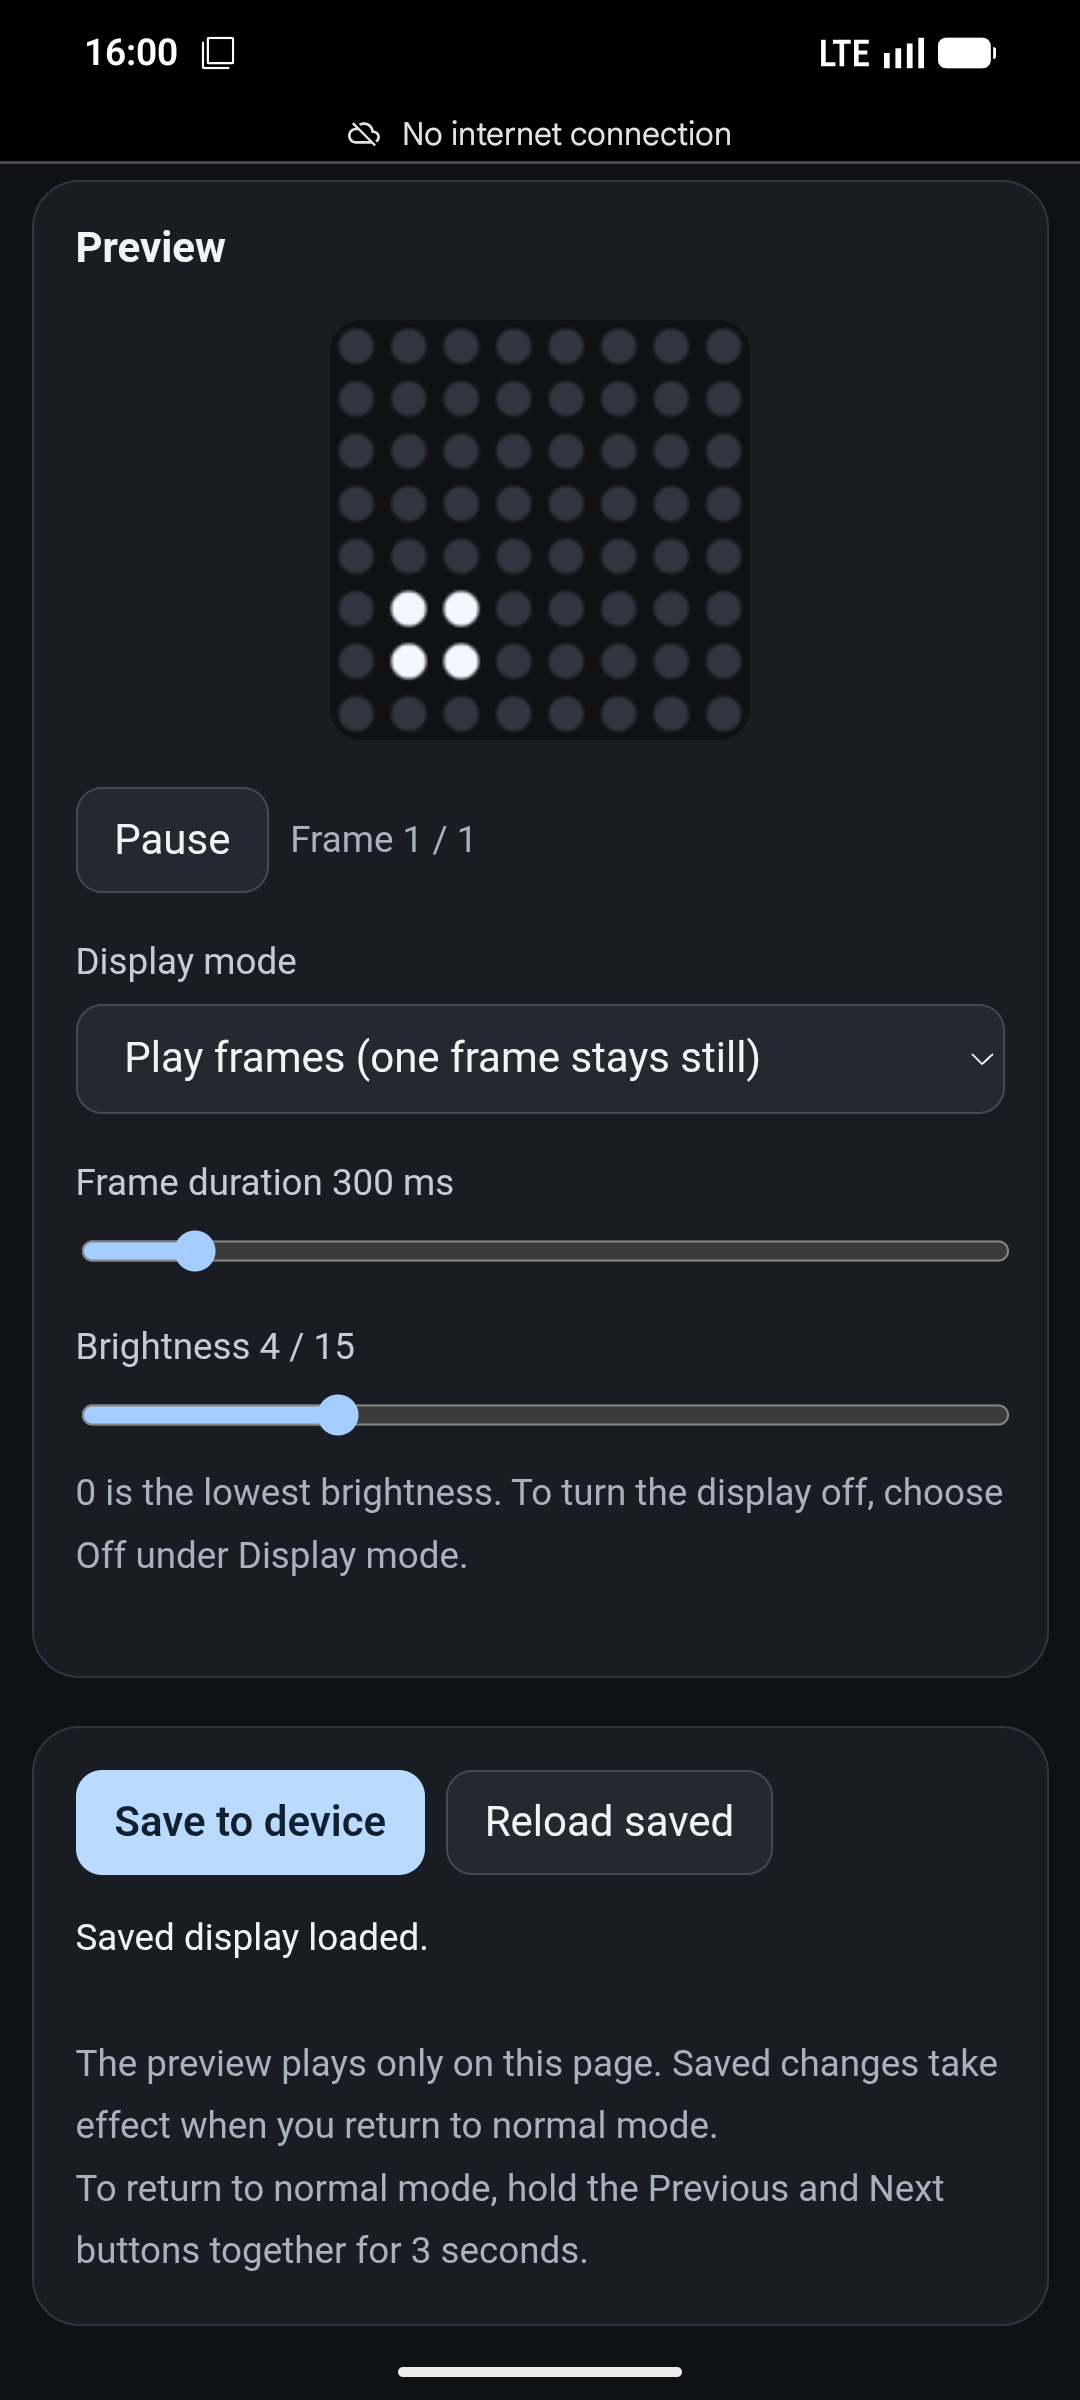 16:00 LTE
No internet connection
Preview
Pause Frame 1 / 1
Display mode
Play frames (one frame stays still)
Frame duration 300 ms
Brightness 4 / 15
0 is the lowest brightness. To turn the display off, choose
Off under Display mode.
Save to device Reload saved
Saved display loaded.
The preview plays only on this page. Saved changes take
effect when you return to normal mode.
To return to normal mode, hold the Previous and Next
buttons together for 3 seconds.